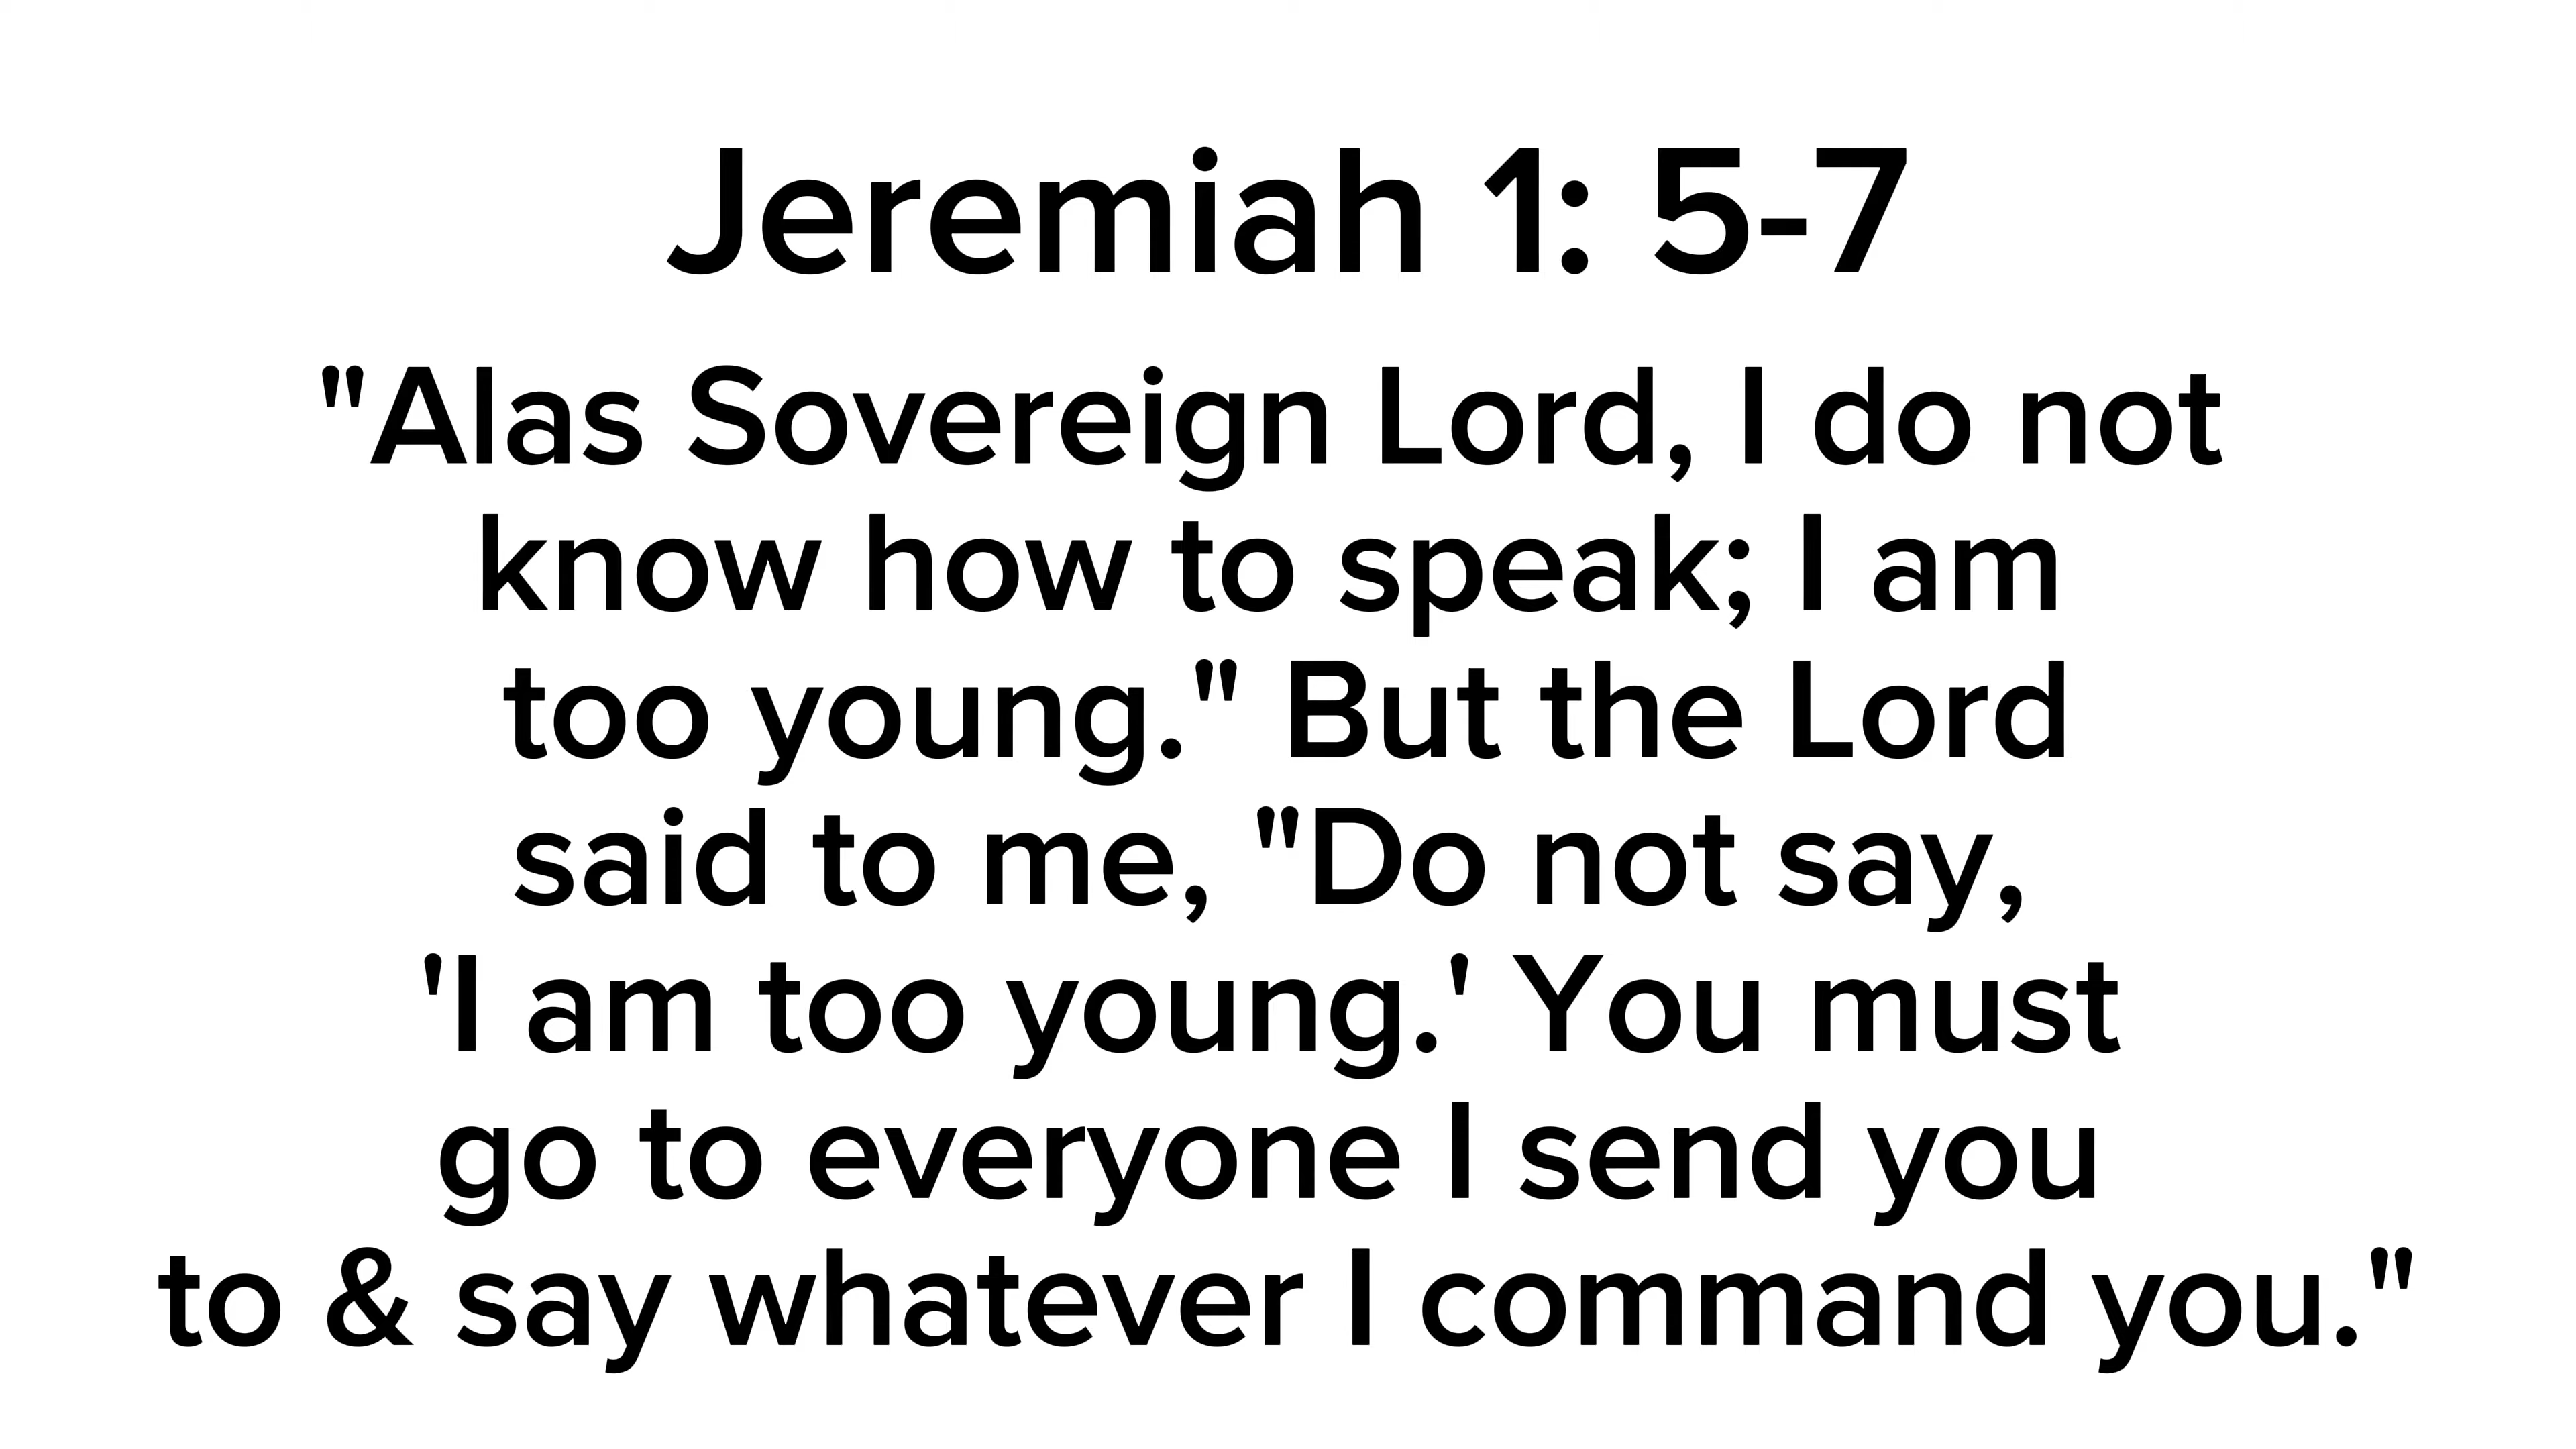 Jeremiah 1: 5-7
"Alas Sovereign Lord, I do not
know how to speak; I am
too young." But the Lord
said to me, "Do not say,
'I am too young.' You must
go to everyone I send you
to & say whatever I command you."